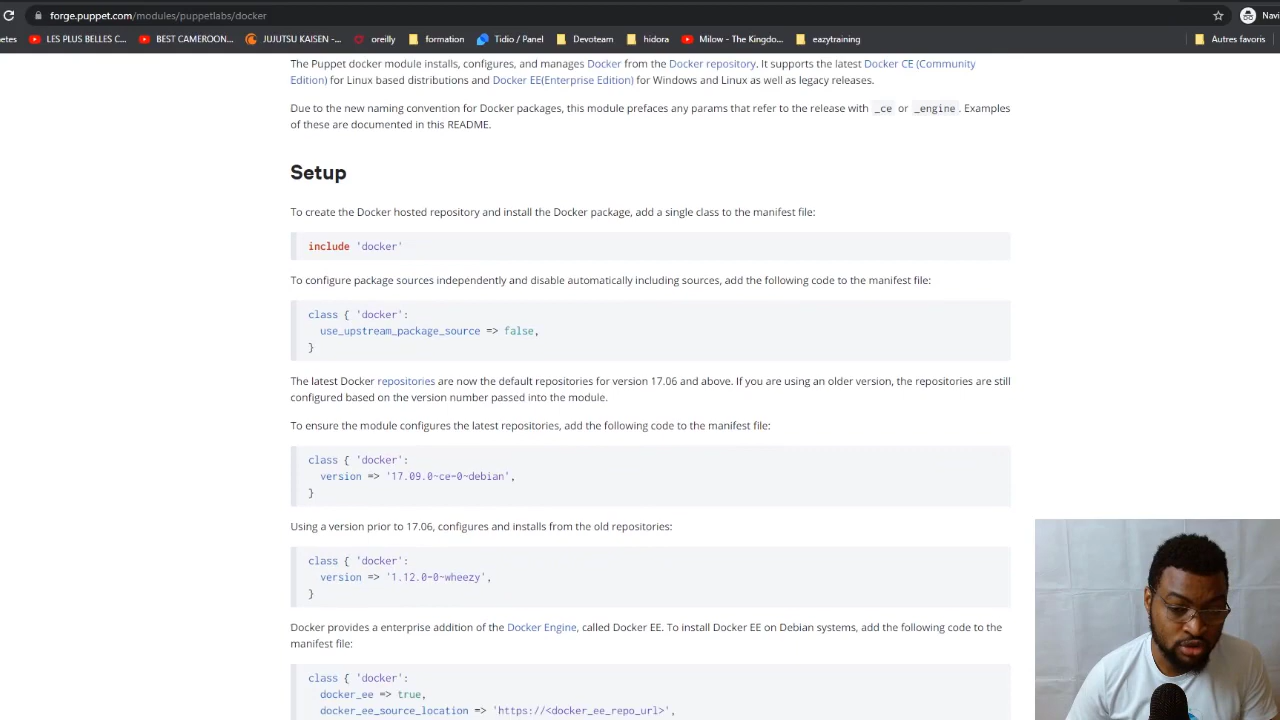 forge.puppet.com/modules/puppetlabs/docker
Navi
etes
LES PLUS BELLES C...
BEST CAMEROON...
JUJUTSU KAISEN -...
oreilly
formation
Tidio / Panel
Devoteam
hidora
Milow - The Kingdo...
eazytraining
Autres favoris
The Puppet docker module installs, configures, and manages Docker from the Docker repository. It supports the latest Docker CE (Community
Edition) for Linux based distributions and Docker EE(Enterprise Edition) for Windows and Linux as well as legacy releases.
Due to the new naming convention for Docker packages, this module prefaces any params that refer to the release with _ce or _engine. Examples
of these are documented in this README.
Setup
To create the Docker hosted repository and install the Docker package, add a single class to the manifest file:
include 'docker'
To configure package sources independently and disable automatically including sources, add the following code to the manifest file:
class { 'docker':
use_upstream_package_source => false,
}
The latest Docker repositories are now the default repositories for version 17.06 and above. If you are using an older version, the repositories are still
configured based on the version number passed into the module.
To ensure the module configures the latest repositories, add the following code to the manifest file:
class { 'docker':
version => '17.09.0~ce-0~debian',
}
Using a version prior to 17.06, configures and installs from the old repositories:
class { 'docker':
version => '1.12.0-0~wheezy',
}
Docker provides a enterprise addition of the Docker Engine, called Docker EE. To install Docker EE on Debian systems, add the following code to the
manifest file:
class { 'docker':
docker_ee => true,
docker_ee_source_location => 'https://<docker_ee_repo_url>',